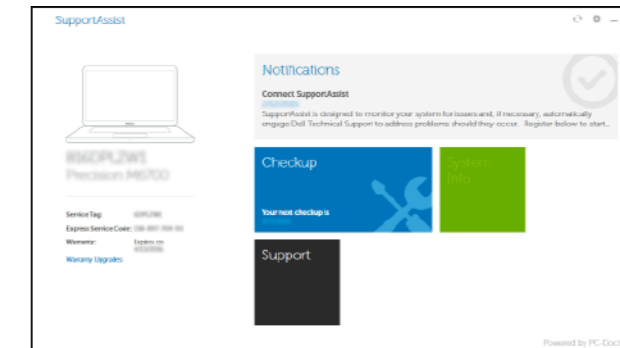 SupportAssist
Notifications
Connect SupportAssist
SupportAssist is designed to monitor your system for issues and, if necessary, automatically
engage Dell Technical Support to address problems should they occur. Register below to start..
Checkup
System
Info
Your next checkup is
Precision M6700
Service Tag:
Express Service Code:
Warranty: Expires on
Warranty Upgrades
Support
Powered by PC-Doct